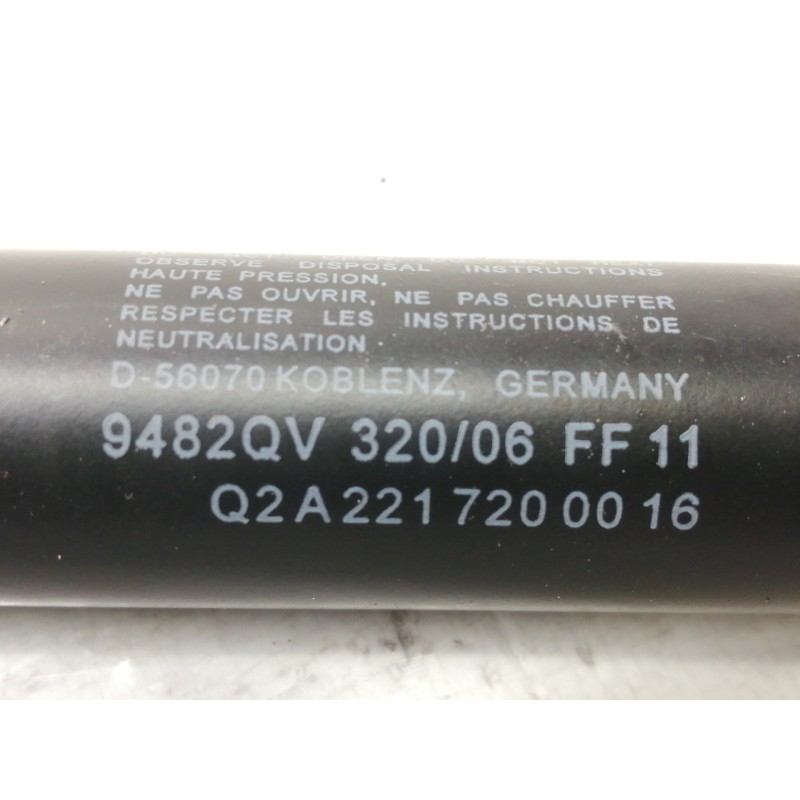 OBSERVE DISPOSAL INSTRUCTIONS
HAUTE PRESSION,
NE PAS OUVRIR, NE PAS CHAUFFER
RESPECTER LES INSTRUCTIONS DE
NEUTRALISATION
D-56070 KOBLENZ, GERMANY
9482QV 320/06 FF 11
Q2 A 221 720 00 16